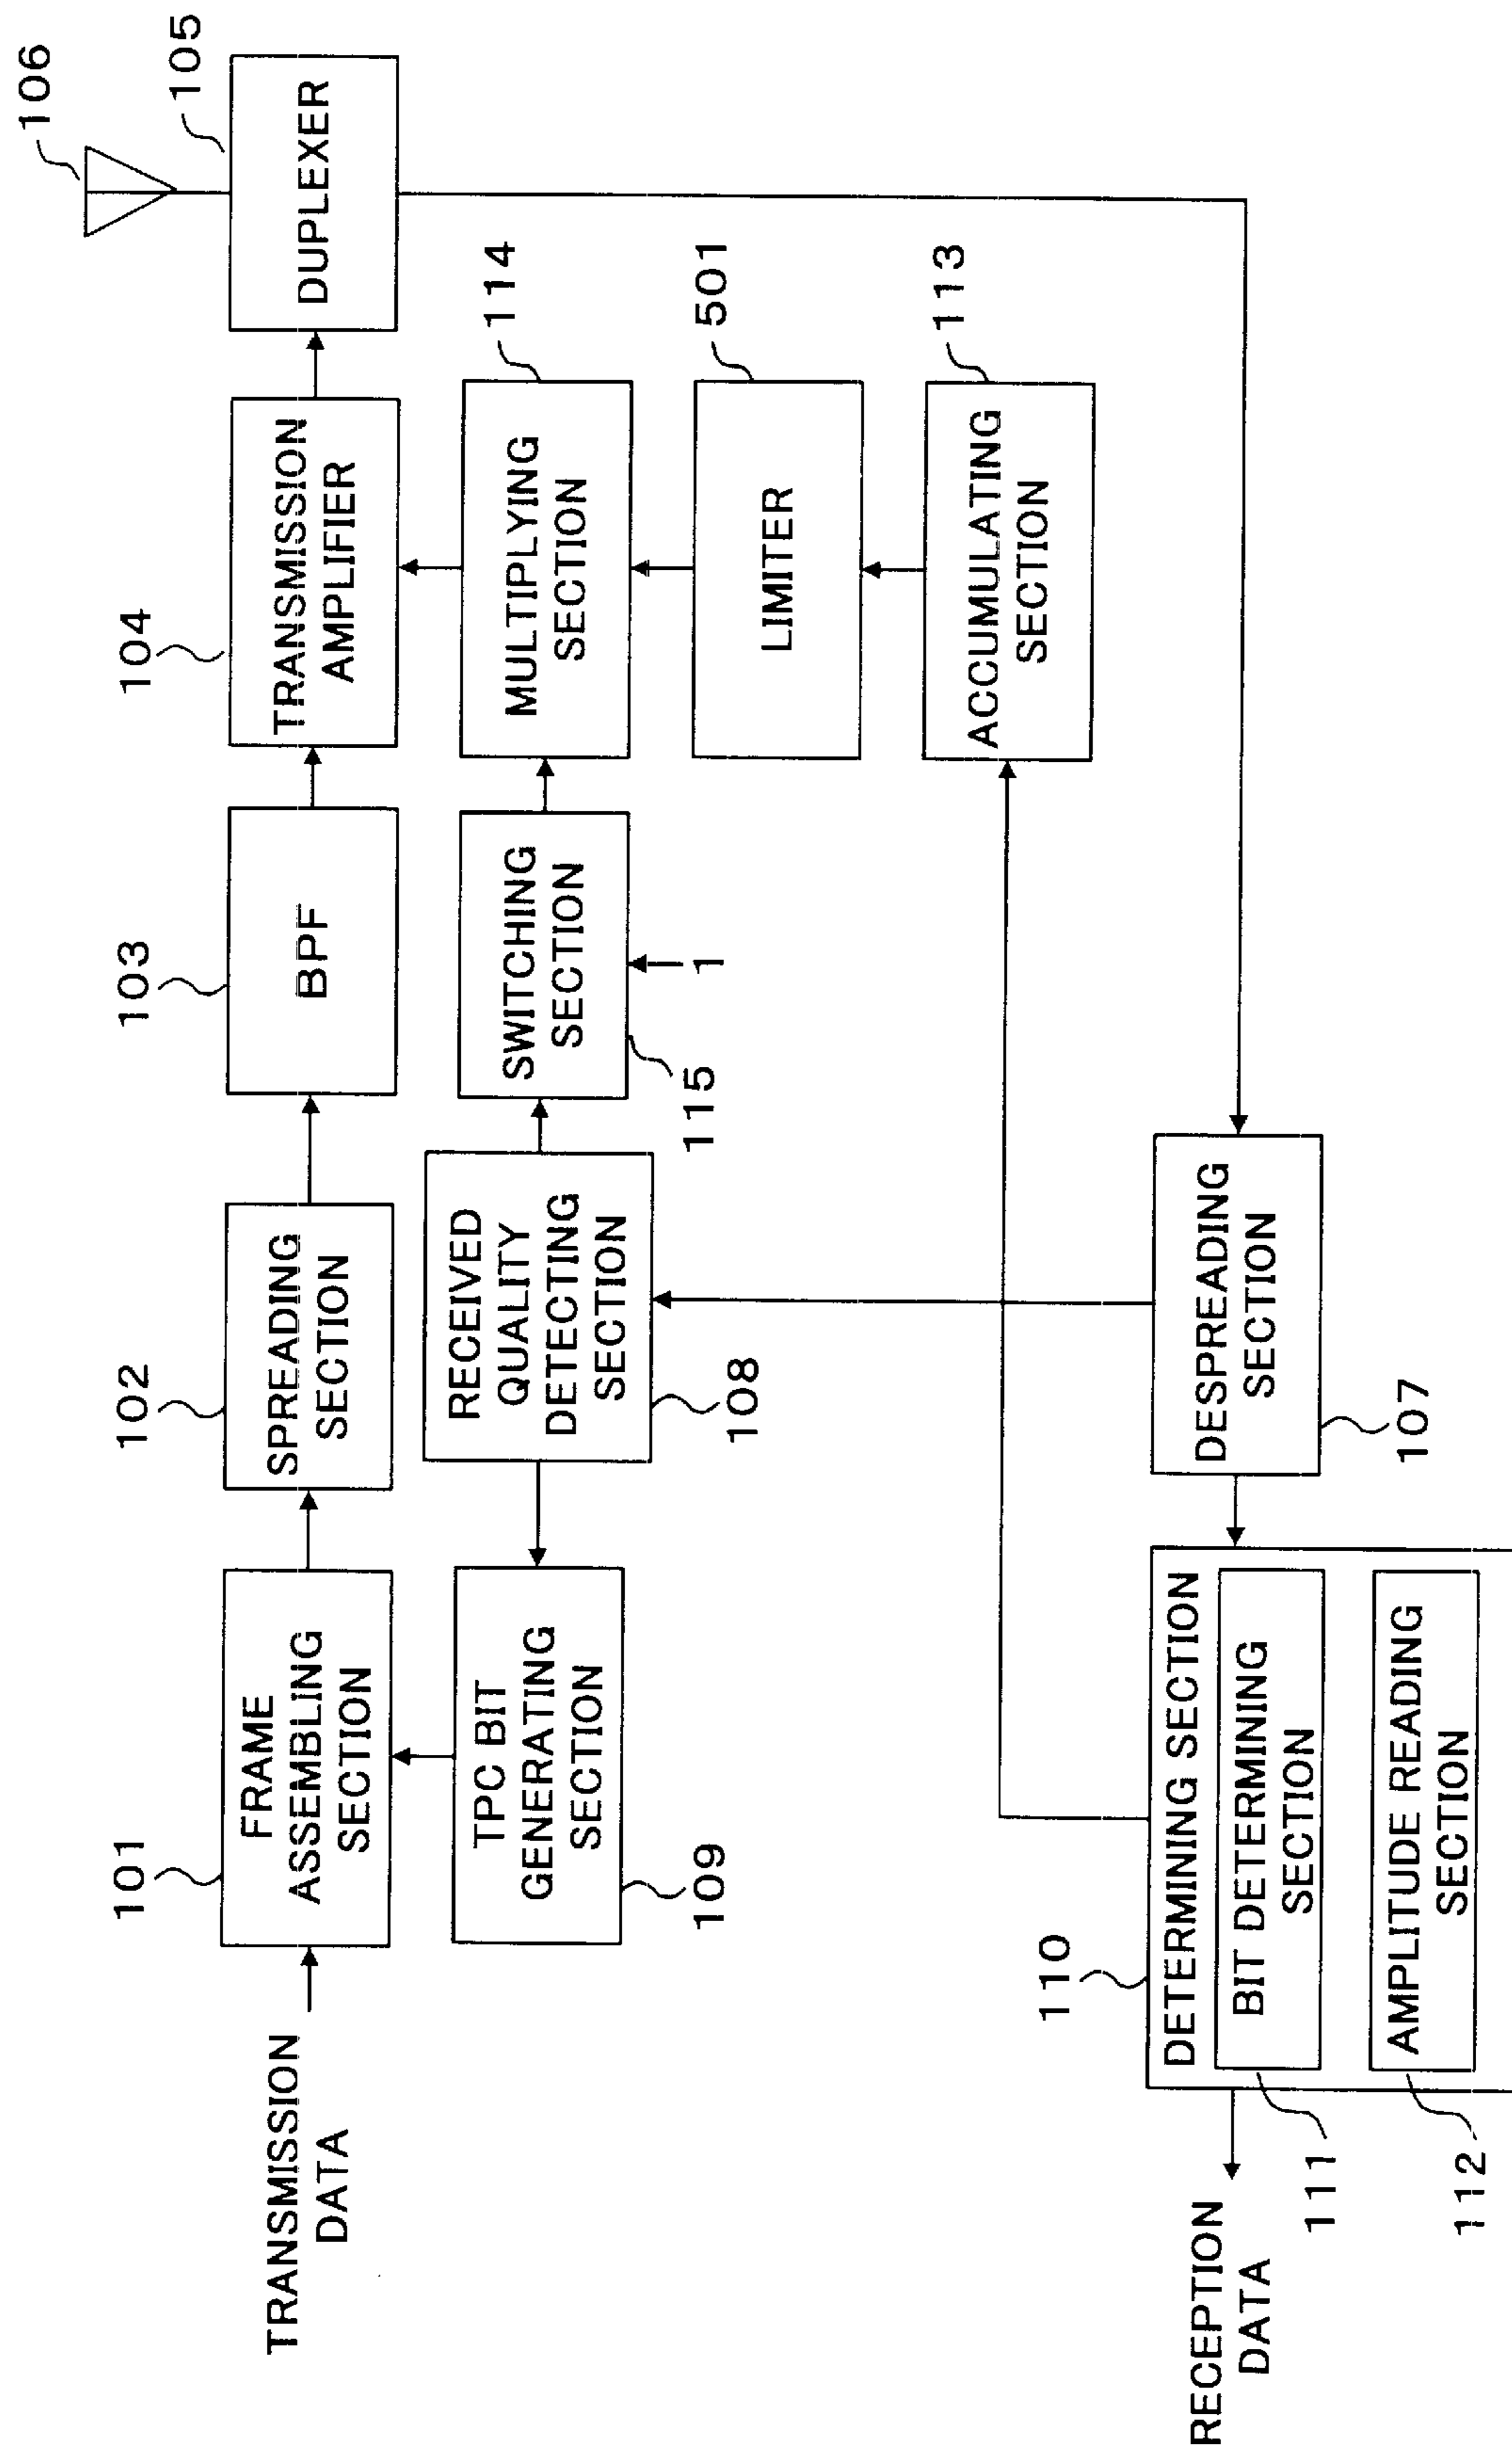 106
105
DUPLEXER
104
TRANSMISSION
AMPLIFIER
103
BPF
102
SPREADING
SECTION
101
FRAME
ASSEMBLING
SECTION
TRANSMISSION
DATA
114
MULTIPLYING
SECTION
SWITCHING
SECTION
1
115
RECEIVED
QUALITY
DETECTING
SECTION
108
TPC BIT
GENERATING
SECTION
109
501
LIMITER
113
ACCUMULATING
SECTION
DESPREADING
SECTION
107
110
DETERMINING SECTION
BIT DETERMINING
SECTION
111
AMPLITUDE READING
SECTION
112
RECEPTION
DATA